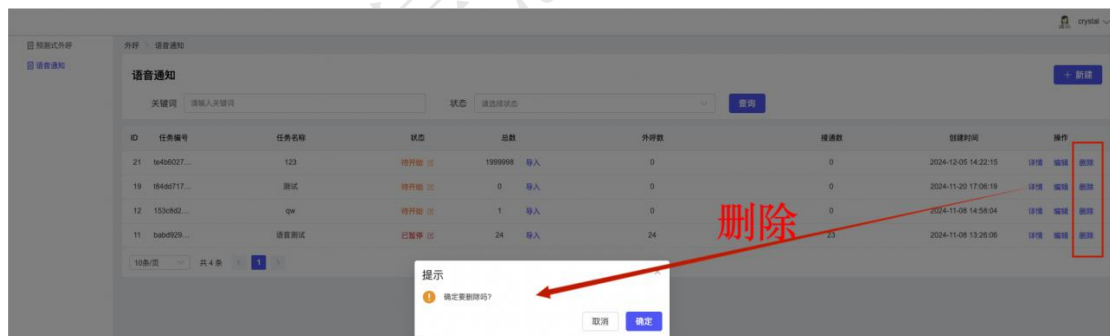 crystal
预测式外呼
外呼 语音通知
语音通知
语音通知
+ 新建
关键词 请输入关键词 状态 请选择状态 查询
ID 任务编号 任务名称 状态 总数 外呼数 接通数 创建时间 操作
21 te4b6027... 123 待开始 1999998 导入 0 0 2024-12-05 14:22:15 详情 编辑 删除
19 t84dd717... 测试 待开始 0 导入 0 0 2024-11-20 17:06:19 详情 编辑 删除
12 153c8d2... qw 待开始 1 导入 0 0 2024-11-08 14:58:04 详情 编辑 删除
11 babd929... 语音测试 已暂停 24 导入 24 23 2024-11-08 13:26:06 详情 编辑 删除
删除
10条/页 共 4 条 1
提示
确定要删除吗?
取消 确定